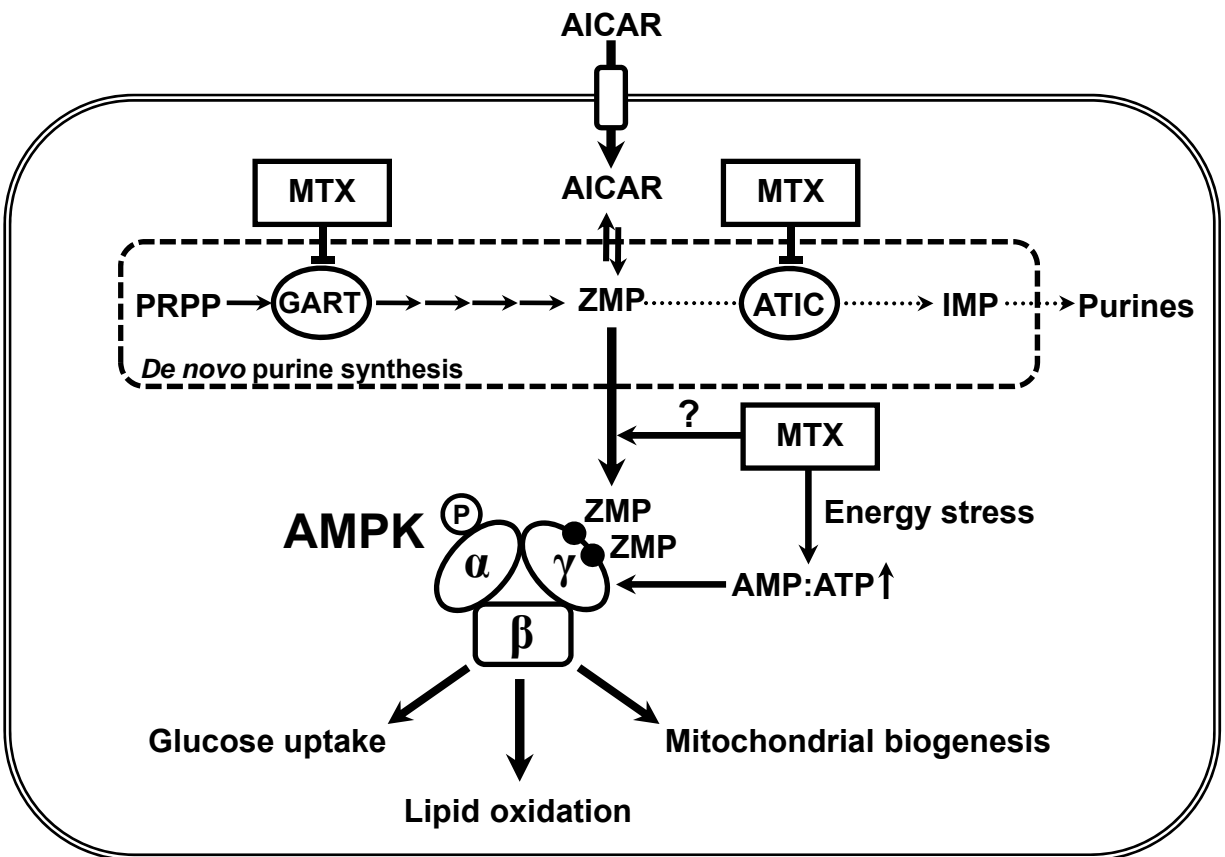 AICAR
MTX
AICAR
MTX
PRPP
GART
ZMP
ATIC
IMP
Purines
De novo purine synthesis
?
MTX
ZMP
ZMP
Energy stress
AMPK
P
α
γ
AMP:ATP
β
Glucose uptake
Mitochondrial biogenesis
Lipid oxidation